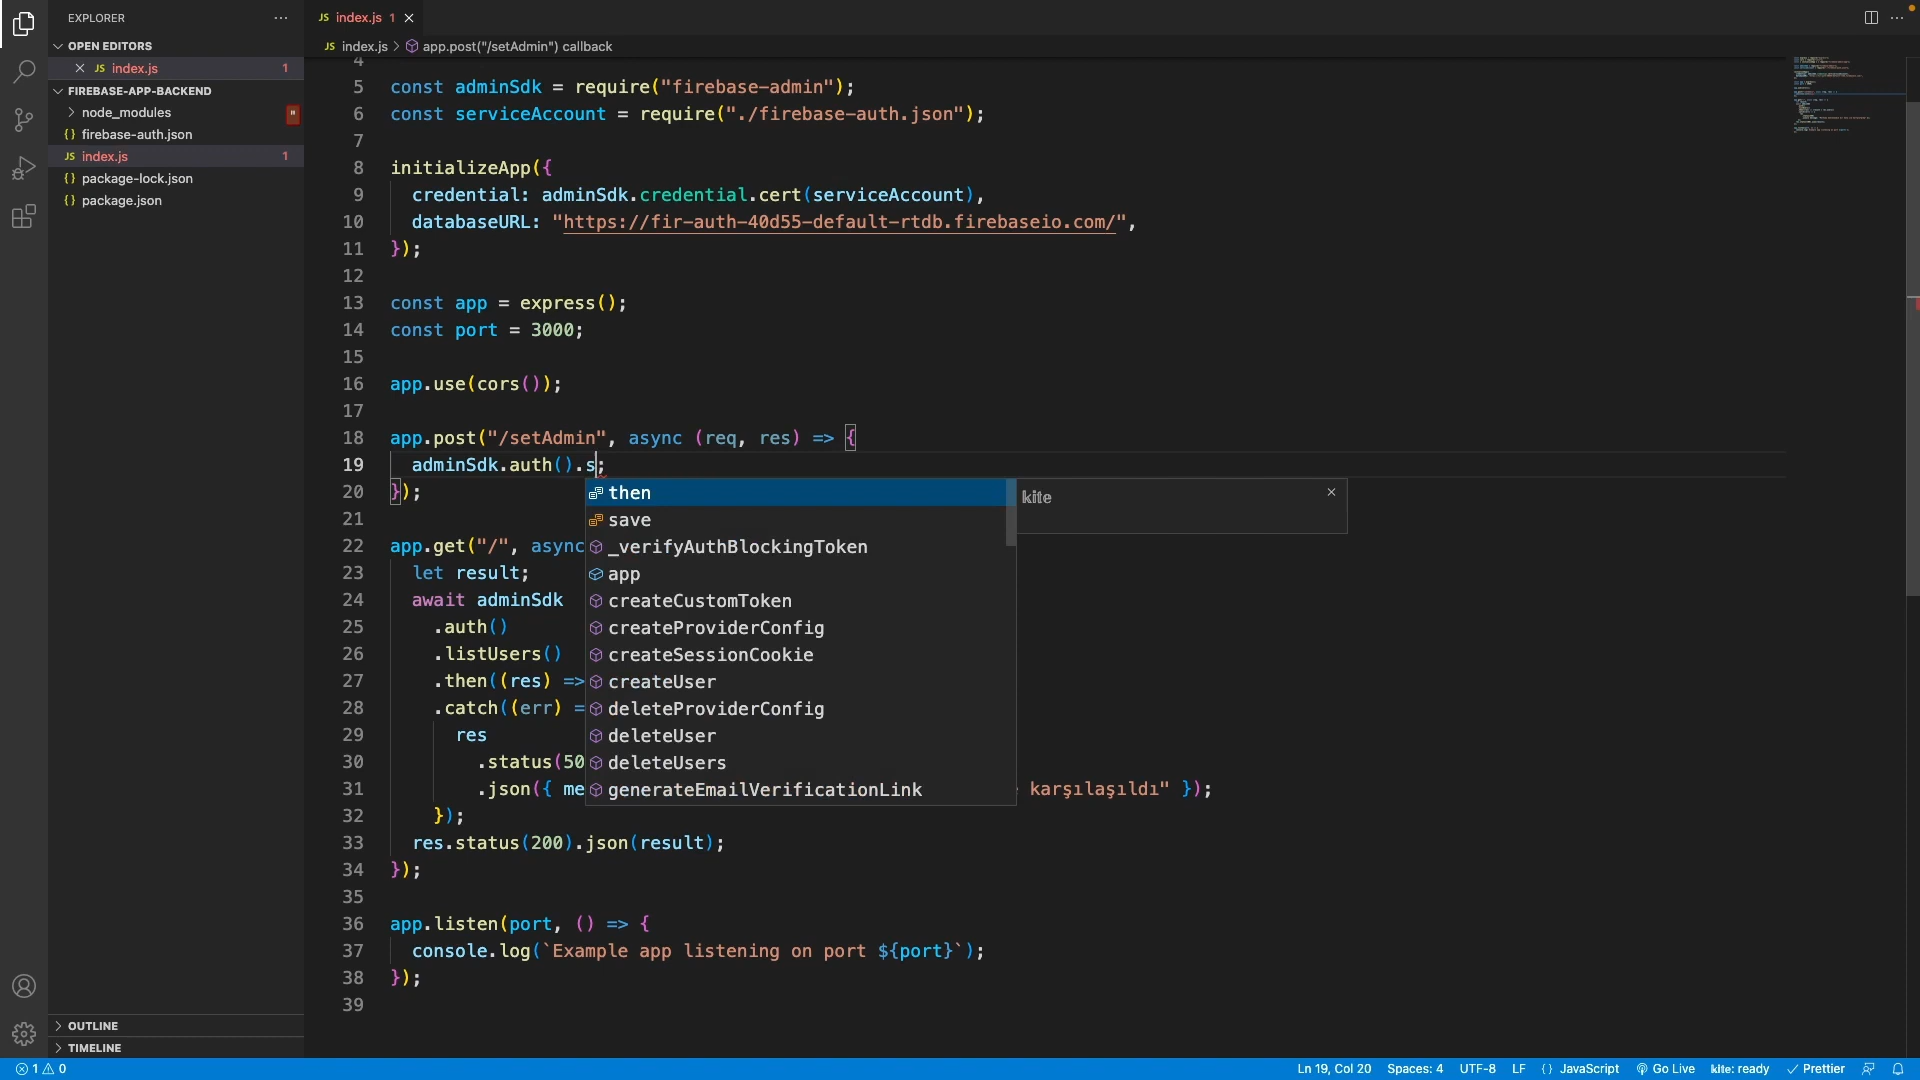 EXPLORER
OPEN EDITORS
JS index.js 1
FIREBASE-APP-BACKEND
node_modules
{} firebase-auth.json
JS index.js 1
{} package-lock.json
{} package.json
OUTLINE
TIMELINE
JS index.js 1
JS index.js > app.post("/setAdmin") callback
4
5 const adminSdk = require("firebase-admin");
6 const serviceAccount = require("./firebase-auth.json");
7
8 initializeApp({
9 credential: adminSdk.credential.cert(serviceAccount),
10 databaseURL: "https://fir-auth-40d55-default-rtdb.firebaseio.com/",
11 });
12
13 const app = express();
14 const port = 3000;
15
16 app.use(cors());
17
18 app.post("/setAdmin", async (req, res) => {
19 adminSdk.auth().s;
20 });
21
22 app.get("/", async
23 let result;
24 await adminSdk
25 .auth()
26 .listUsers()
27 .then((res) =>
28 .catch((err) =
29 res
30 .status(50
31 .json({ me karşılaşıldı" });
32 });
33 res.status(200).json(result);
34 });
35
36 app.listen(port, () => {
37 console.log(`Example app listening on port ${port}`);
38 });
39
then
save
_verifyAuthBlockingToken
app
createCustomToken
createProviderConfig
createSessionCookie
createUser
deleteProviderConfig
deleteUser
deleteUsers
generateEmailVerificationLink
kite
1 0
Ln 19, Col 20 Spaces: 4 UTF-8 LF {} JavaScript Go Live kite: ready Prettier